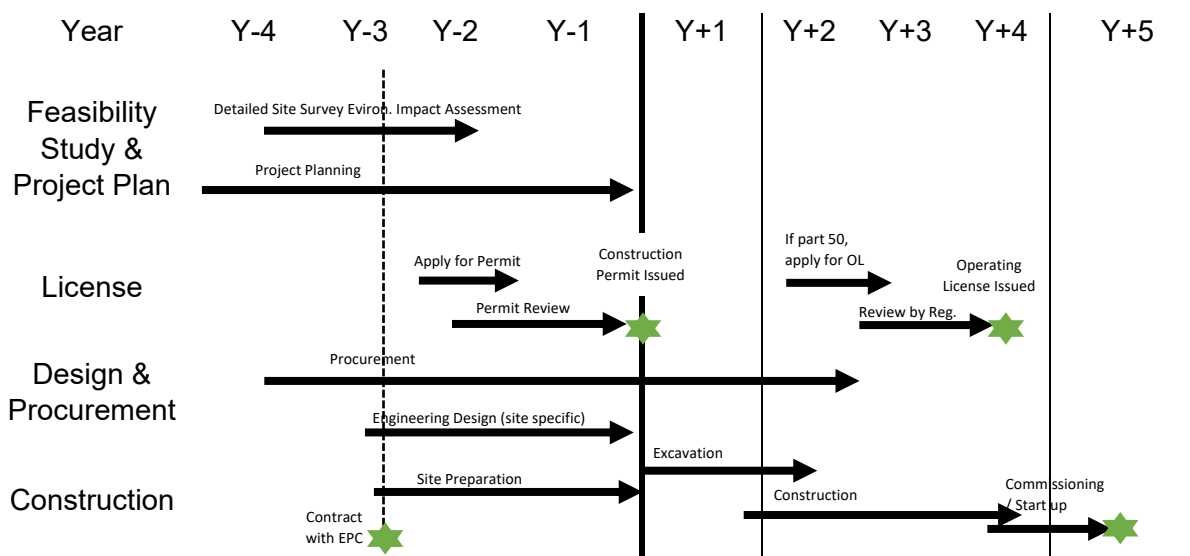 Year Y-4 Y-3 Y-2 Y-1 Y+1 Y+2 Y+3 Y+4 Y+5
Feasibility
Study &
Project Plan
Detailed Site Survey Eviron. Impact Assessment
Project Planning
License
Apply for Permit
Permit Review
Construction
Permit Issued
If part 50,
apply for OL
Review by Reg.
Operating
License Issued
Design &
Procurement
Procurement
Engineering Design (site specific)
Construction
Excavation
Site Preparation
Construction
Commissioning
/ Start up
Contract
with EPC